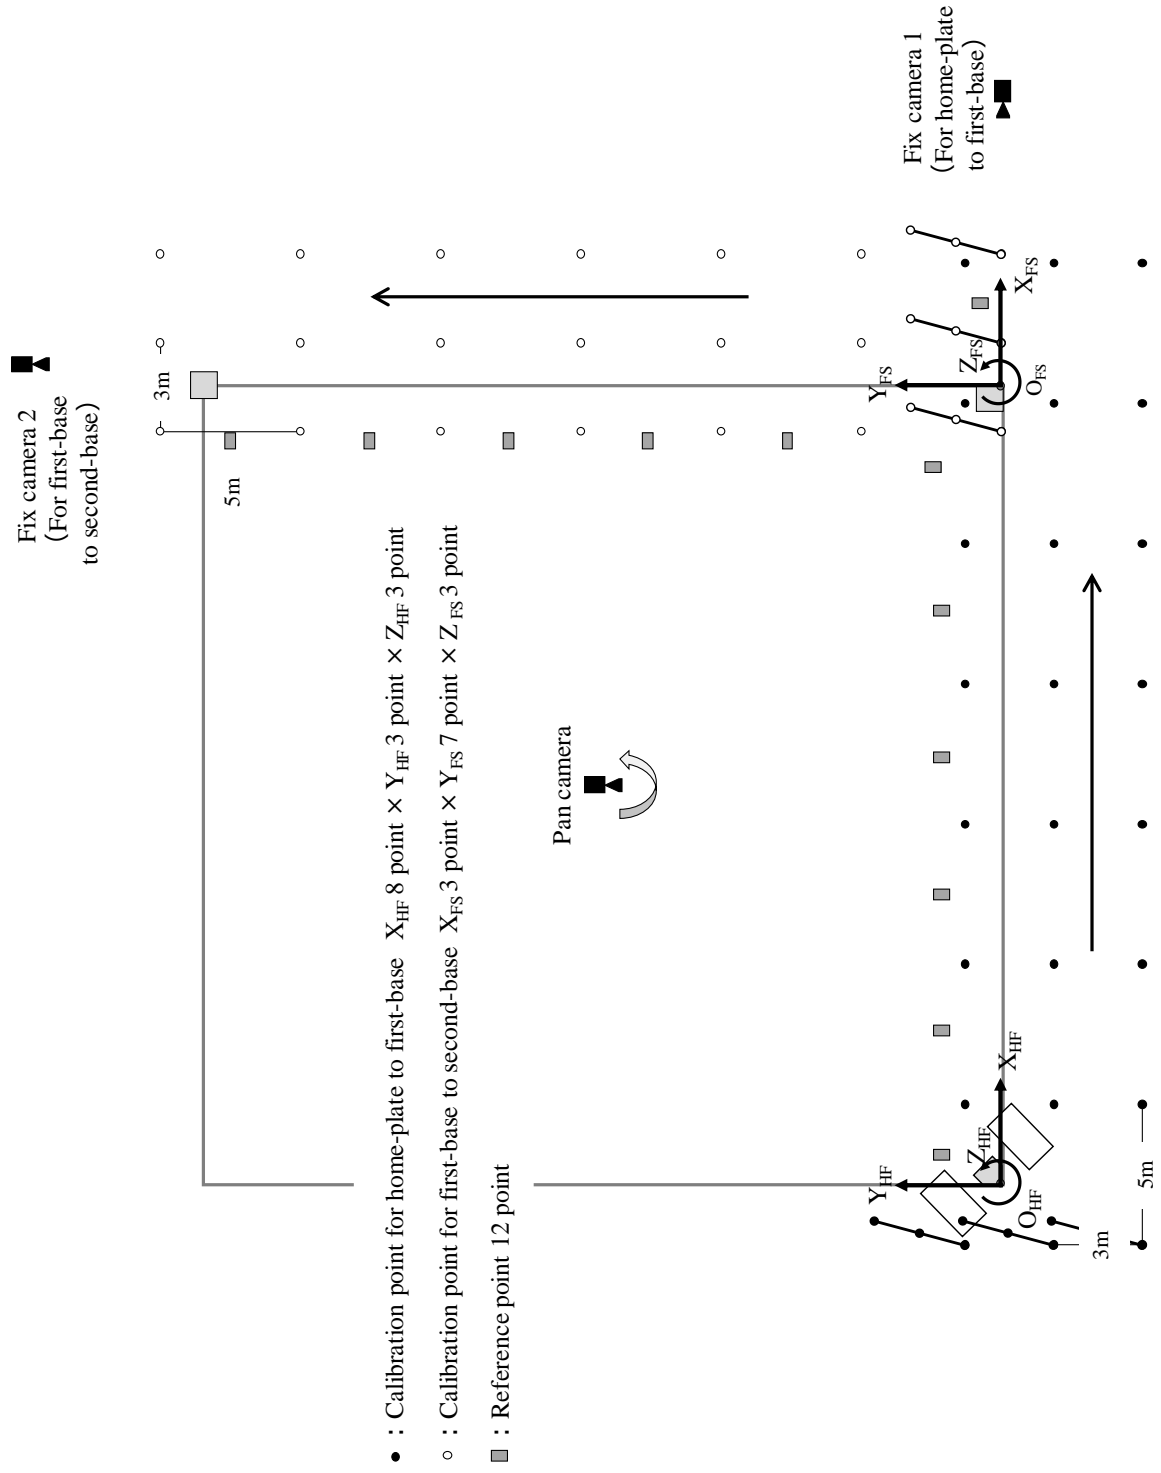 Fix camera 1
(For home-plate
to first-base)
Fix camera 2
(For first-base
to second-base)
3m
5m
Y_FS
Z_FS
X_FS
O_FS
Pan camera
● : Calibration point for home-plate to first-base X_HF 8 point × Y_HF 3 point × Z_HF 3 point
○ : Calibration point for first-base to second-base X_FS 3 point × Y_FS 7 point × Z_FS 3 point
: Reference point 12 point
Y_HF
Z_HF
X_HF
O_HF
3m
5m